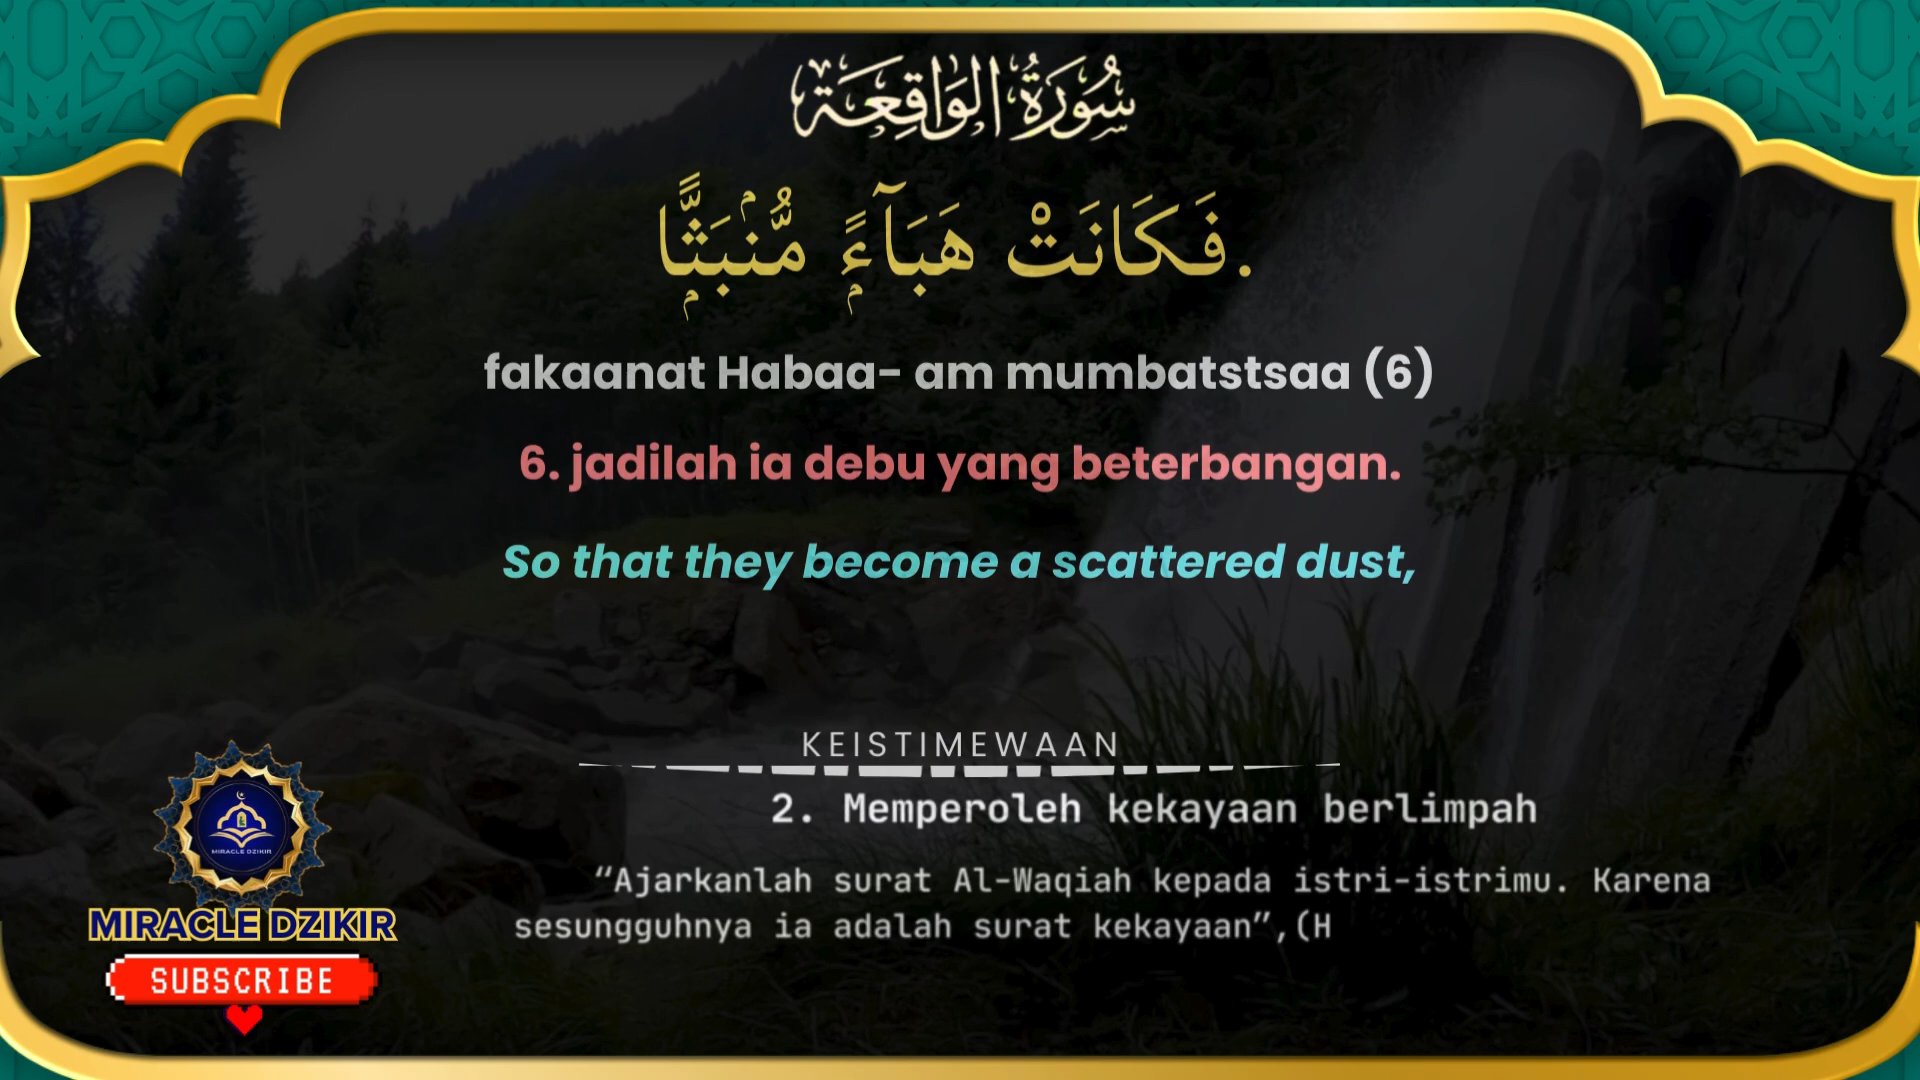 سُورَةُ الوَاقِعَة
فَكَانَتْ هَبَآءًۭ مُّنۢبَثًّۭا.
fakaanat Habaa- am mumbatstsaa (6)
6. jadilah ia debu yang beterbangan.
So that they become a scattered dust,
KEISTIMEWAAN
2. Memperoleh kekayaan berlimpah
“Ajarkanlah surat Al-Waqiah kepada istri-istrimu. Karena
sesungguhnya ia adalah surat kekayaan”,(H
MIRACLE DZIKIR
MIRACLE DZIKIR
SUBSCRIBE